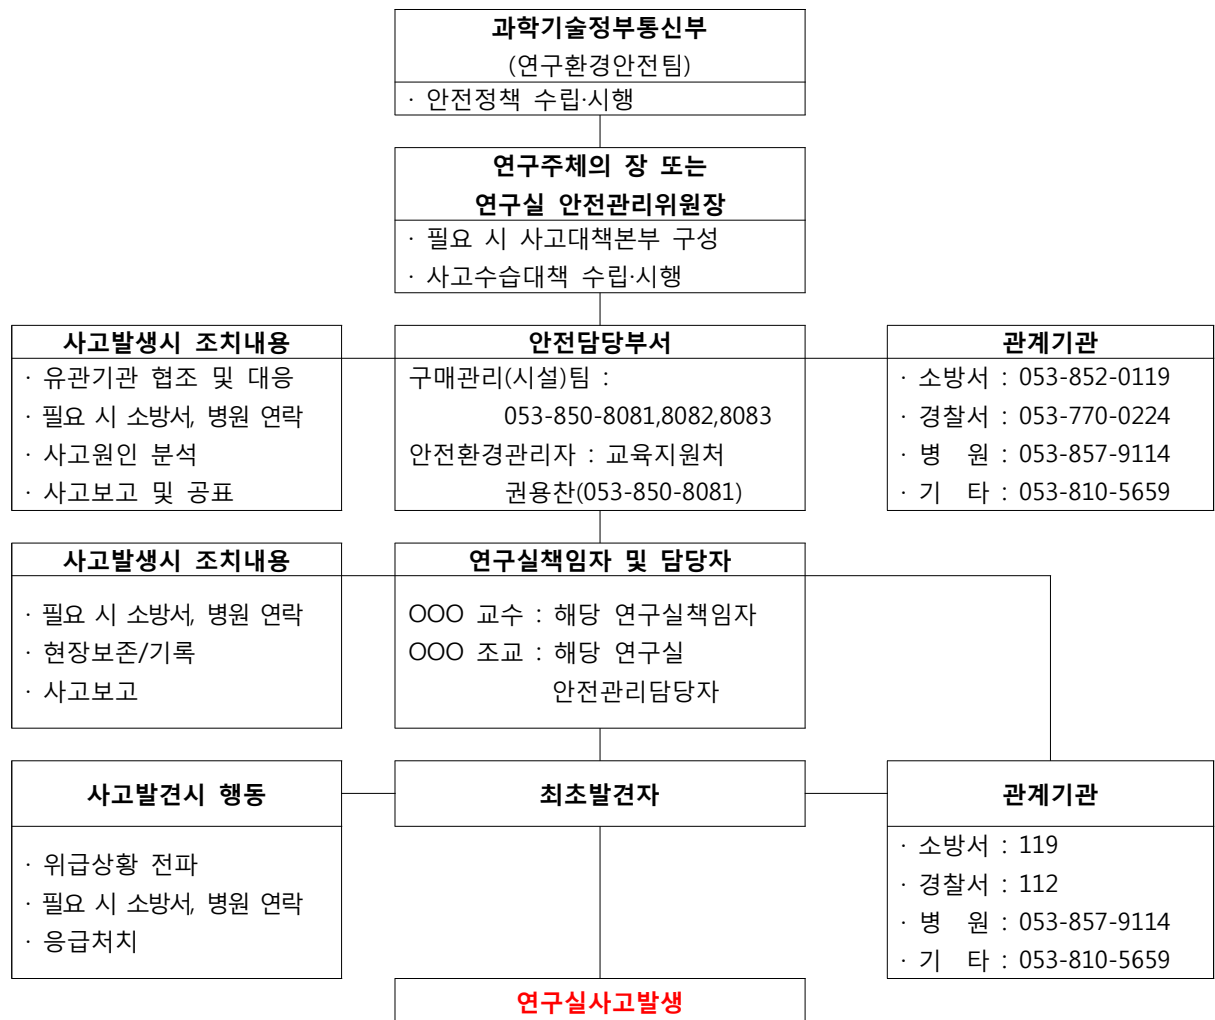 과학기술정부통신부
(연구환경안전팀)
· 안전정책 수립·시행
연구주체의 장 또는
연구실 안전관리위원장
· 필요 시 사고대책본부 구성
· 사고수습대책 수립·시행
사고발생시 조치내용
· 유관기관 협조 및 대응
· 필요 시 소방서, 병원 연락
· 사고원인 분석
· 사고보고 및 공표
안전담당부서
구매관리(시설)팀 :
053-850-8081,8082,8083
안전환경관리자 : 교육지원처
권용찬(053-850-8081)
관계기관
· 소방서 : 053-852-0119
· 경찰서 : 053-770-0224
· 병 원 : 053-857-9114
· 기 타 : 053-810-5659
사고발생시 조치내용
· 필요 시 소방서, 병원 연락
· 현장보존/기록
· 사고보고
연구실책임자 및 담당자
OOO 교수 : 해당 연구실책임자
OOO 조교 : 해당 연구실
안전관리담당자
사고발견시 행동
· 위급상황 전파
· 필요 시 소방서, 병원 연락
· 응급처치
최초발견자
관계기관
· 소방서 : 119
· 경찰서 : 112
· 병 원 : 053-857-9114
· 기 타 : 053-810-5659
연구실사고발생